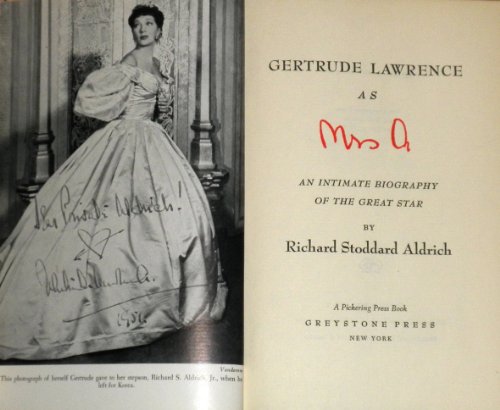 1951
Vandamm
This photograph of herself Gertrude gave to her stepson, Richard S. Aldrich, Jr., when he
left for Korea.
GERTRUDE LAWRENCE
AS
Mrs A
AN INTIMATE BIOGRAPHY
OF THE GREAT STAR
BY
Richard Stoddard Aldrich
A Pickering Press Book
GREYSTONE PRESS
NEW YORK